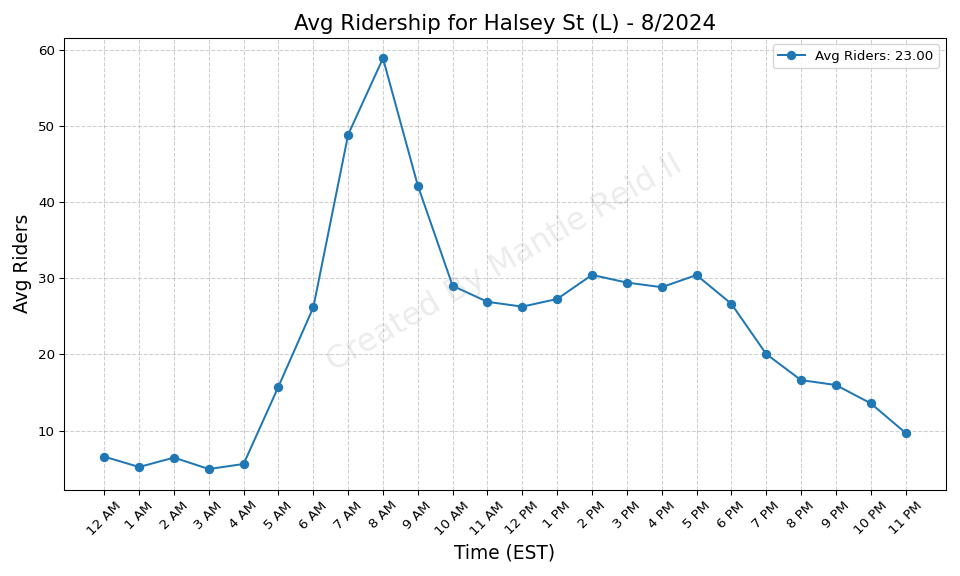 Avg Ridership for Halsey St (L) - 8/2024
Avg Riders: 23.00
60
50
40
30
20
10
Avg Riders
Created By Mantie Reid II
12 AM
1 AM
2 AM
3 AM
4 AM
5 AM
6 AM
7 AM
8 AM
9 AM
10 AM
11 AM
12 PM
1 PM
2 PM
3 PM
4 PM
5 PM
6 PM
7 PM
8 PM
9 PM
10 PM
11 PM
Time (EST)